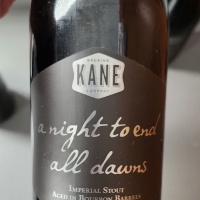 BREWING
KANE
COMPANY
a night to end
all dawns
IMPERIAL STOUT
AGED IN BOURBON BARRELS